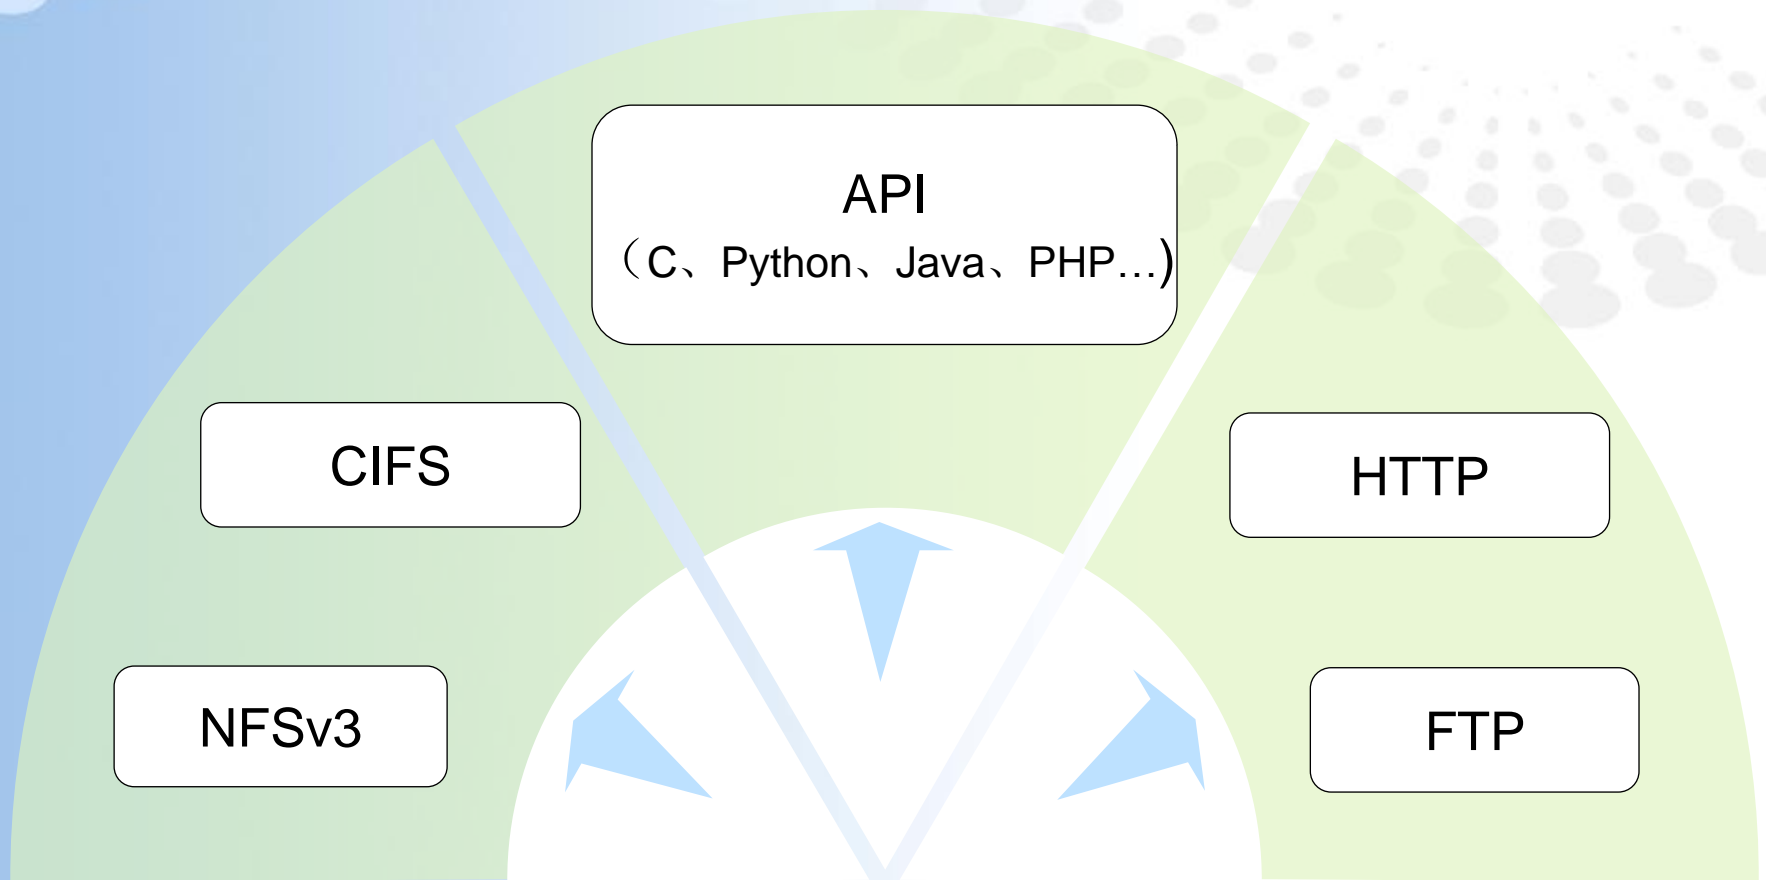 API
（C、Python、Java、PHP…)
CIFS
HTTP
NFSv3
FTP